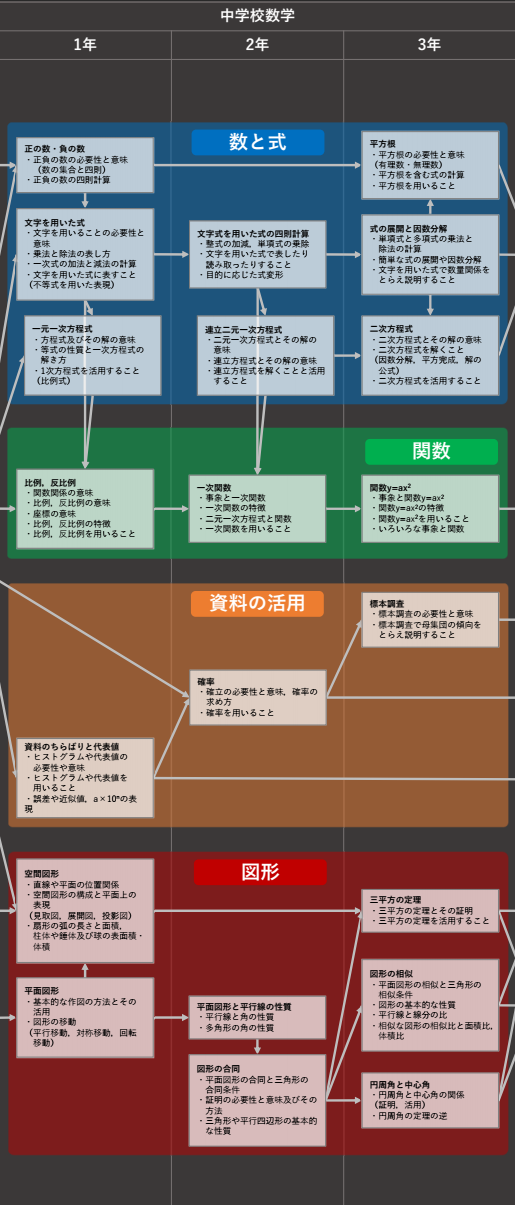 中学校数学
1年
2年
3年
数と式
正の数・負の数
・正負の数の必要性と意味
（数の集合と四則）
・正負の数の四則計算
文字を用いた式
・文字を用いることの必要性と
意味
・乗法と除法の表し方
・一次式の加法と減法の計算
・文字を用いた式に表すこと
（不等式を用いた表現）
一元一次方程式
・方程式及びその解の意味
・等式の性質と一次方程式の
解き方
・1次方程式を活用すること
（比例式）
文字式を用いた式の四則計算
・整式の加減，単項式の乗除
・文字を用いた式で表したり
読み取ったりすること
・目的に応じた式変形
連立二元一次方程式
・二元一次方程式とその解の
意味
・連立方程式とその解の意味
・連立方程式を解くことと活用
すること
平方根
・平方根の必要性と意味
（有理数・無理数）
・平方根を含む式の計算
・平方根を用いること
式の展開と因数分解
・単項式と多項式の乗法と
除法の計算
・簡単な式の展開や因数分解
・文字を用いた式で数量関係を
とらえ説明すること
二次方程式
・二次方程式とその解の意味
・二次方程式を解くこと
（因数分解，平方完成，解の
公式）
・二次方程式を活用すること
関数
比例，反比例
・関数関係の意味
・比例，反比例の意味
・座標の意味
・比例，反比例の特徴
・比例，反比例を用いること
一次関数
・事象と一次関数
・一次関数の特徴
・二元一次方程式と関数
・一次関数を用いること
関数y=ax²
・事象と関数y=ax²
・関数y=ax²の特徴
・関数y=ax²を用いること
・いろいろな事象と関数
資料の活用
標本調査
・標本調査の必要性と意味
・標本調査で母集団の傾向を
とらえ説明すること
確率
・確立の必要性と意味，確率の
求め方
・確率を用いること
資料のちらばりと代表値
・ヒストグラムや代表値の
必要性や意味
・ヒストグラムや代表値を
用いること
・誤差や近似値，a×10ⁿの表
現
図形
空間図形
・直線や平面の位置関係
・空間図形の構成と平面上の
表現
（見取図，展開図，投影図）
・扇形の弧の長さと面積，
柱体や錘体及び球の表面積・
体積
平面図形
・基本的な作図の方法とその
活用
・図形の移動
（平行移動，対称移動，回転
移動）
平面図形と平行線の性質
・平行線と角の性質
・多角形の角の性質
図形の合同
・平面図形の合同と三角形の
合同条件
・証明の必要性と意味及びその
方法
・三角形や平行四辺形の基本的
な性質
三平方の定理
・三平方の定理とその証明
・三平方の定理を活用すること
図形の相似
・平面図形の相似と三角形の
相似条件
・図形の基本的な性質
・平行線と線分の比
・相似な図形の相似比と面積比，
体積比
円周角と中心角
・円周角と中心角の関係
（証明，活用）
・円周角の定理の逆